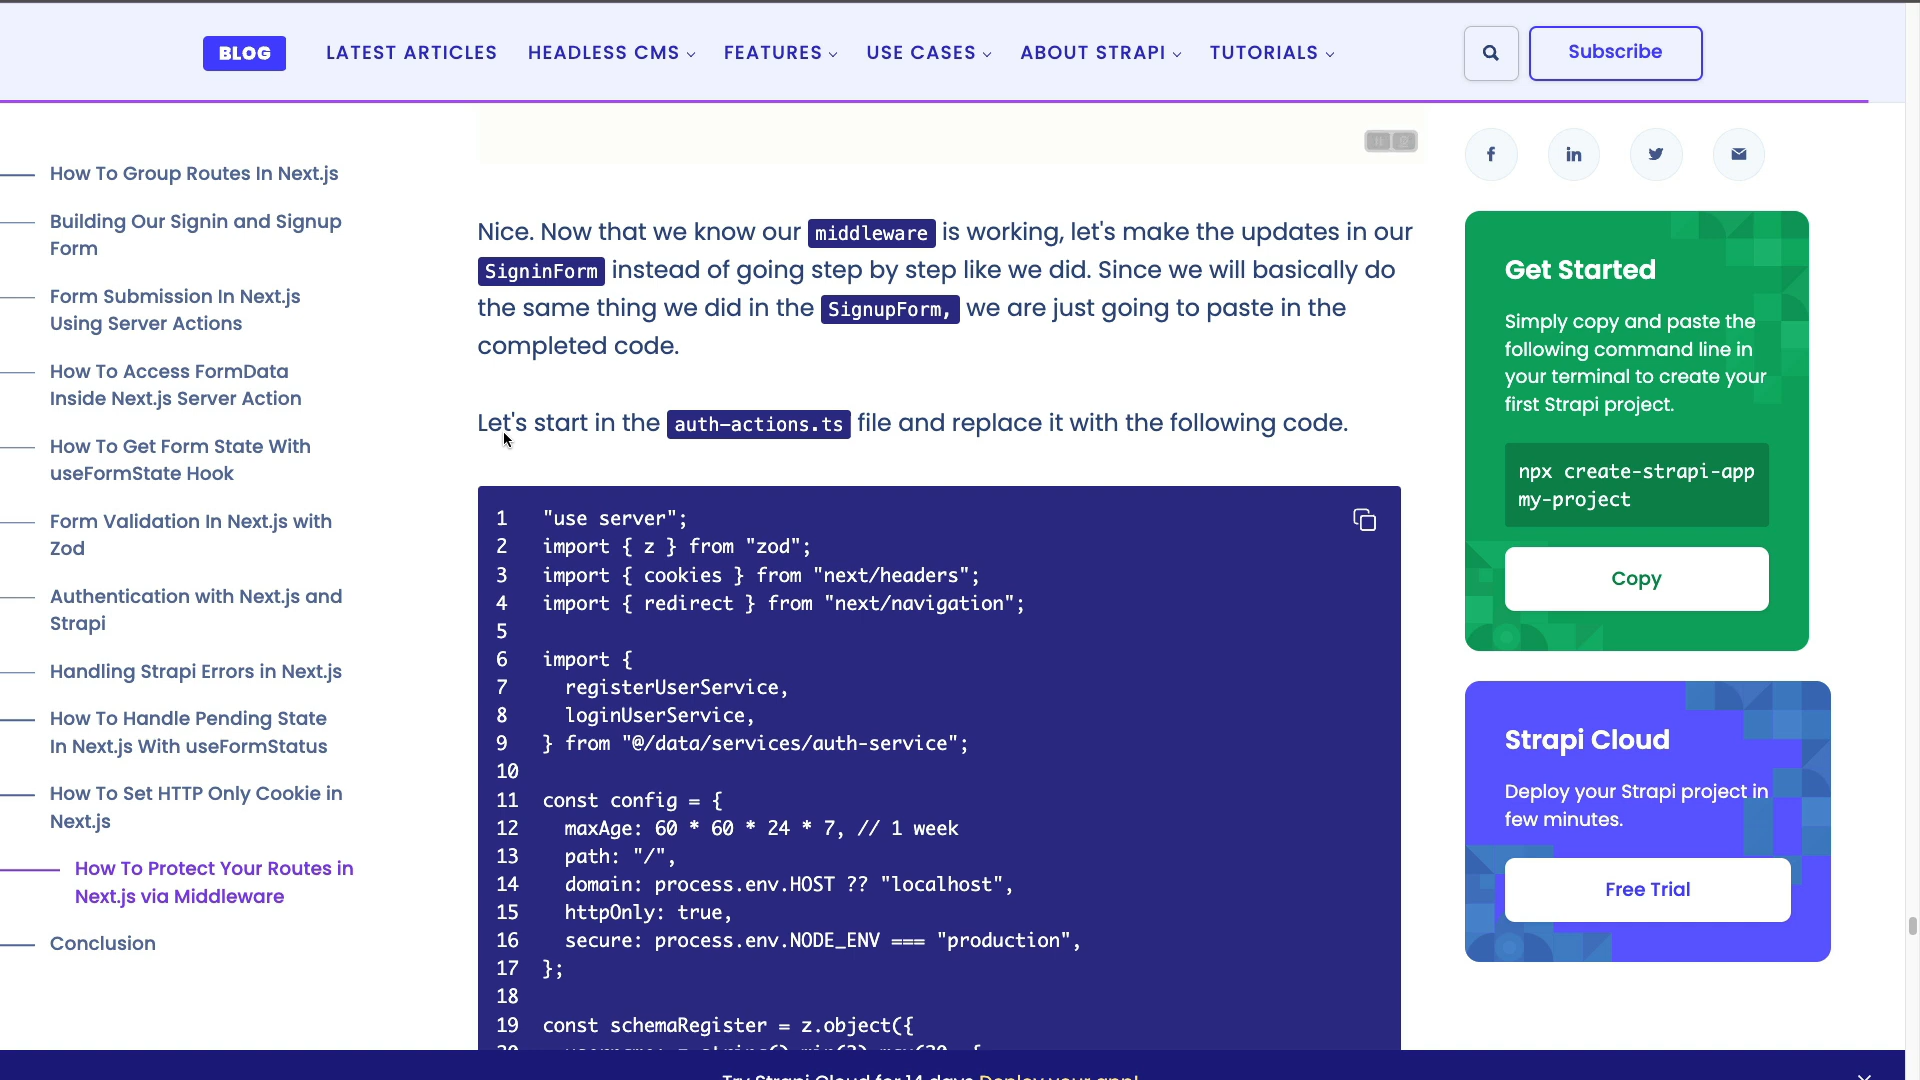 BLOG LATEST ARTICLES HEADLESS CMS FEATURES USE CASES ABOUT STRAPI TUTORIALS Subscribe
How To Group Routes In Next.js
Building Our Signin and Signup
Form
Form Submission In Next.js
Using Server Actions
How To Access FormData
Inside Next.js Server Action
How To Get Form State With
useFormState Hook
Form Validation In Next.js with
Zod
Authentication with Next.js and
Strapi
Handling Strapi Errors in Next.js
How To Handle Pending State
In Next.js With useFormStatus
How To Set HTTP Only Cookie in
Next.js
How To Protect Your Routes in
Next.js via Middleware
Conclusion
Nice. Now that we know our middleware is working, let's make the updates in our
SigninForm instead of going step by step like we did. Since we will basically do
the same thing we did in the SignupForm, we are just going to paste in the
completed code.
Let's start in the auth-actions.ts file and replace it with the following code.
1 "use server";
2 import { z } from "zod";
3 import { cookies } from "next/headers";
4 import { redirect } from "next/navigation";
5
6 import {
7 registerUserService,
8 loginUserService,
9 } from "@/data/services/auth-service";
10
11 const config = {
12 maxAge: 60 * 60 * 24 * 7, // 1 week
13 path: "/",
14 domain: process.env.HOST ?? "localhost",
15 httpOnly: true,
16 secure: process.env.NODE_ENV === "production",
17 };
18
19 const schemaRegister = z.object({
Get Started
Simply copy and paste the
following command line in
your terminal to create your
first Strapi project.
npx create-strapi-app
my-project
Copy
Strapi Cloud
Deploy your Strapi project in
few minutes.
Free Trial
Try Strapi Cloud for 14 days Deploy your app!